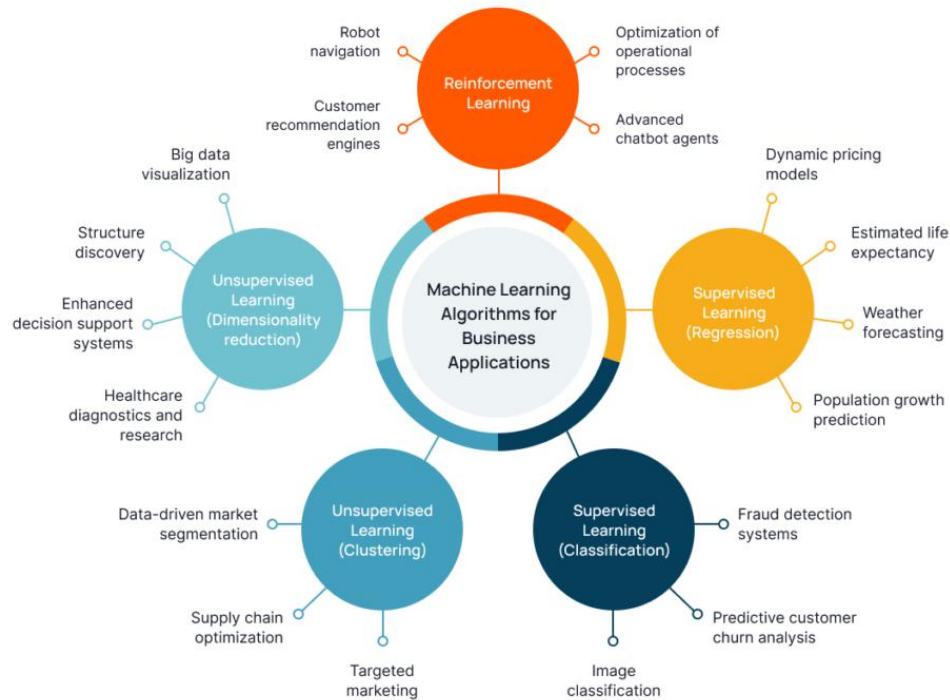 Robot
navigation
Customer
recommendation
engines
Reinforcement
Learning
Optimization of
operational
processes
Advanced
chatbot agents
Big data
visualization
Structure
discovery
Enhanced
decision support
systems
Healthcare
diagnostics and
research
Unsupervised
Learning
(Dimensionality
reduction)
Machine Learning
Algorithms for
Business
Applications
Supervised
Learning
(Regression)
Dynamic pricing
models
Estimated life
expectancy
Weather
forecasting
Population growth
prediction
Data-driven market
segmentation
Supply chain
optimization
Targeted
marketing
Unsupervised
Learning
(Clustering)
Supervised
Learning
(Classification)
Fraud detection
systems
Predictive customer
churn analysis
Image
classification